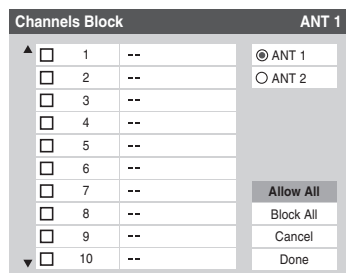 Channels Block ANT 1
1 -- ANT 1
2 -- ANT 2
3 --
4 --
5 --
6 --
7 -- Allow All
8 -- Block All
9 -- Cancel
10 -- Done